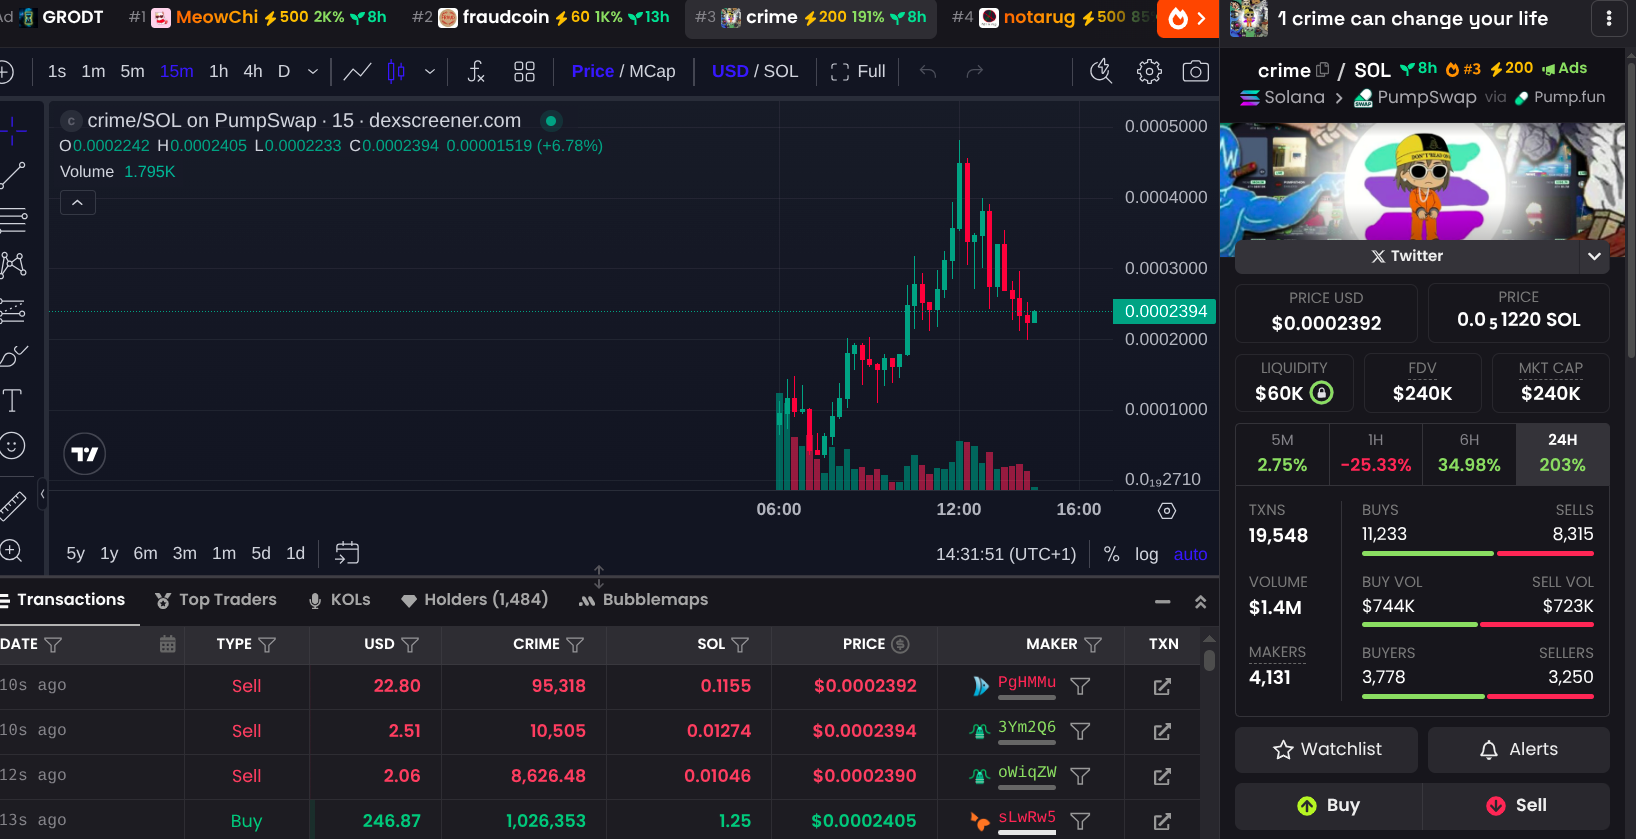 Ad GRODT #1 MeowChi 500 2K% 8h #2 fraudcoin 60 1K% 13h #3 crime 200 191% 8h #4 notarug 500 85
1s 1m 5m 15m 1h 4h D Price / MCap USD / SOL Full
crime/SOL on PumpSwap · 15 · dexscreener.com
O0.0002242 H0.0002405 L0.0002233 C0.0002394 0.00001519 (+6.78%)
Volume 1.795K
0.0005000
0.0004000
0.0003000
0.0002394
0.0002000
0.0001000
0.0₁₉2710
06:00 12:00 16:00
5y 1y 6m 3m 1m 5d 1d 14:31:51 (UTC+1) % log auto
Transactions Top Traders KOLs Holders (1,484) Bubblemaps
DATE TYPE USD CRIME SOL PRICE MAKER TXN
10s ago Sell 22.80 95,318 0.1155 $0.0002392 PgHMMu
10s ago Sell 2.51 10,505 0.01274 $0.0002394 3Ym2Q6
12s ago Sell 2.06 8,626.48 0.01046 $0.0002390 oWiqZW
13s ago Buy 246.87 1,026,353 1.25 $0.0002405 sLwRw5
1 crime can change your life
crime / SOL 8h #3 200 Ads
Solana > PumpSwap via Pump.fun
Twitter
PRICE USD
$0.0002392
PRICE
0.0₅1220 SOL
LIQUIDITY
$60K
FDV
$240K
MKT CAP
$240K
5M 1H 6H 24H
2.75% -25.33% 34.98% 203%
TXNS
19,548
BUYS SELLS
11,233 8,315
VOLUME
$1.4M
BUY VOL SELL VOL
$744K $723K
MAKERS
4,131
BUYERS SELLERS
3,778 3,250
Watchlist Alerts
Buy Sell